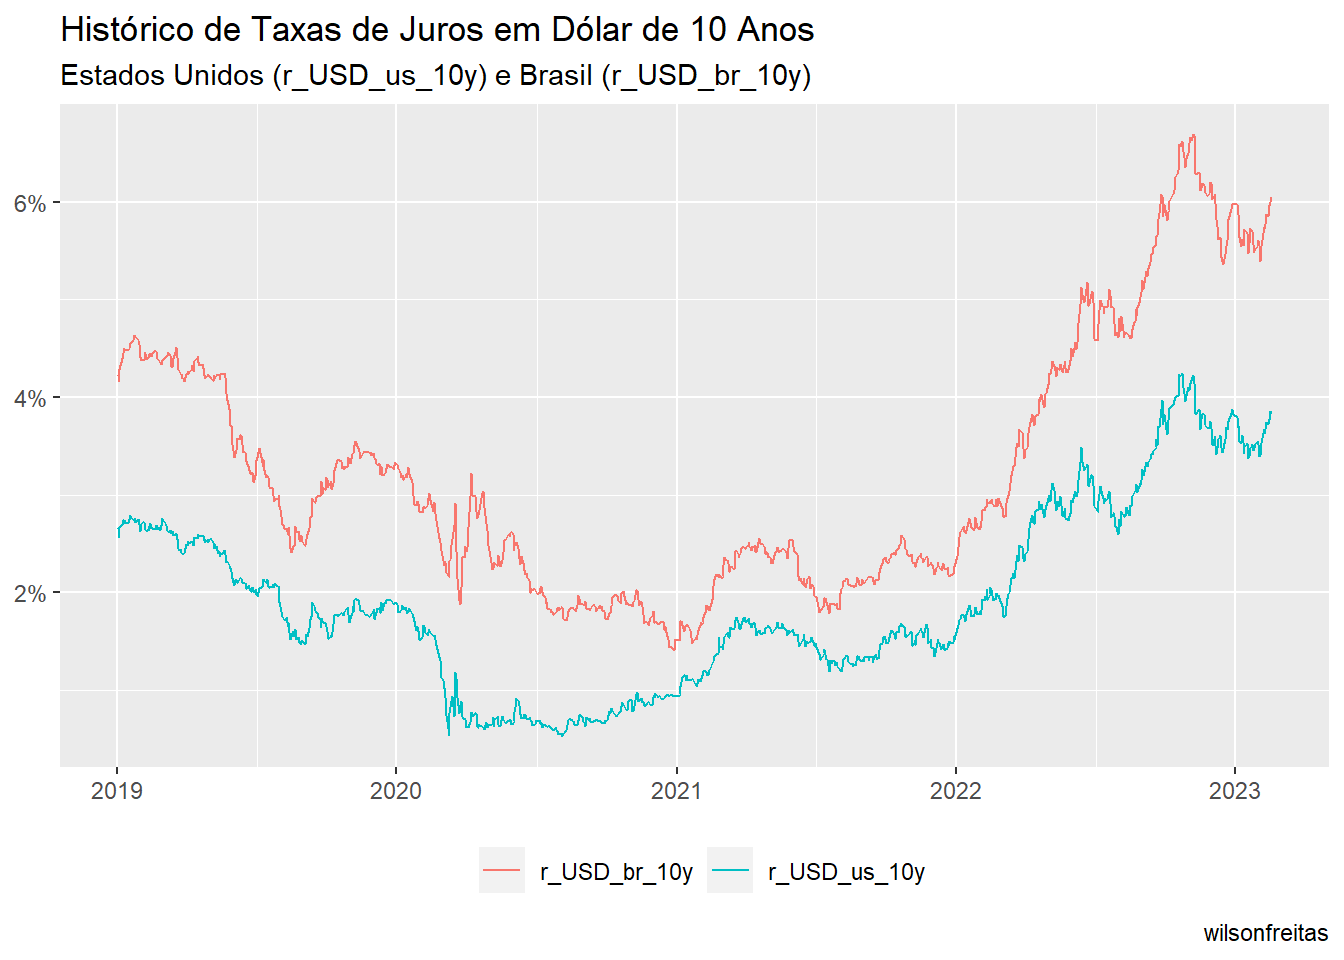 Histórico de Taxas de Juros em Dólar de 10 Anos
Estados Unidos (r_USD_us_10y) e Brasil (r_USD_br_10y)
6%
4%
2%
2019 2020 2021 2022 2023
r_USD_br_10y r_USD_us_10y
wilsonfreitas